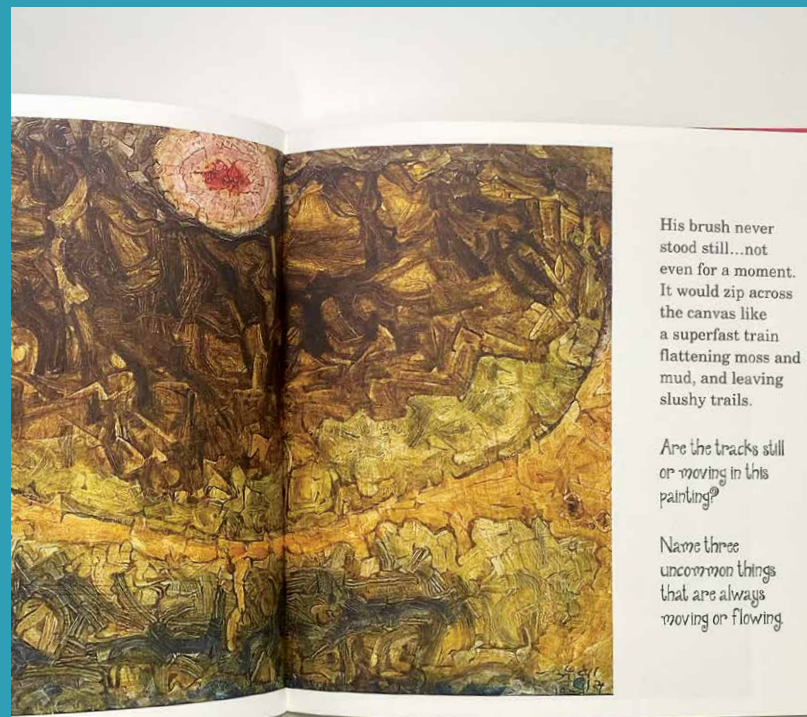 His brush never
stood still...not
even for a moment.
It would zip across
the canvas like
a superfast train
flattening moss and
mud, and leaving
slushy trails.
Are the tracks still
or moving in this
painting?
Name three
uncommon things
that are always
moving or flowing.